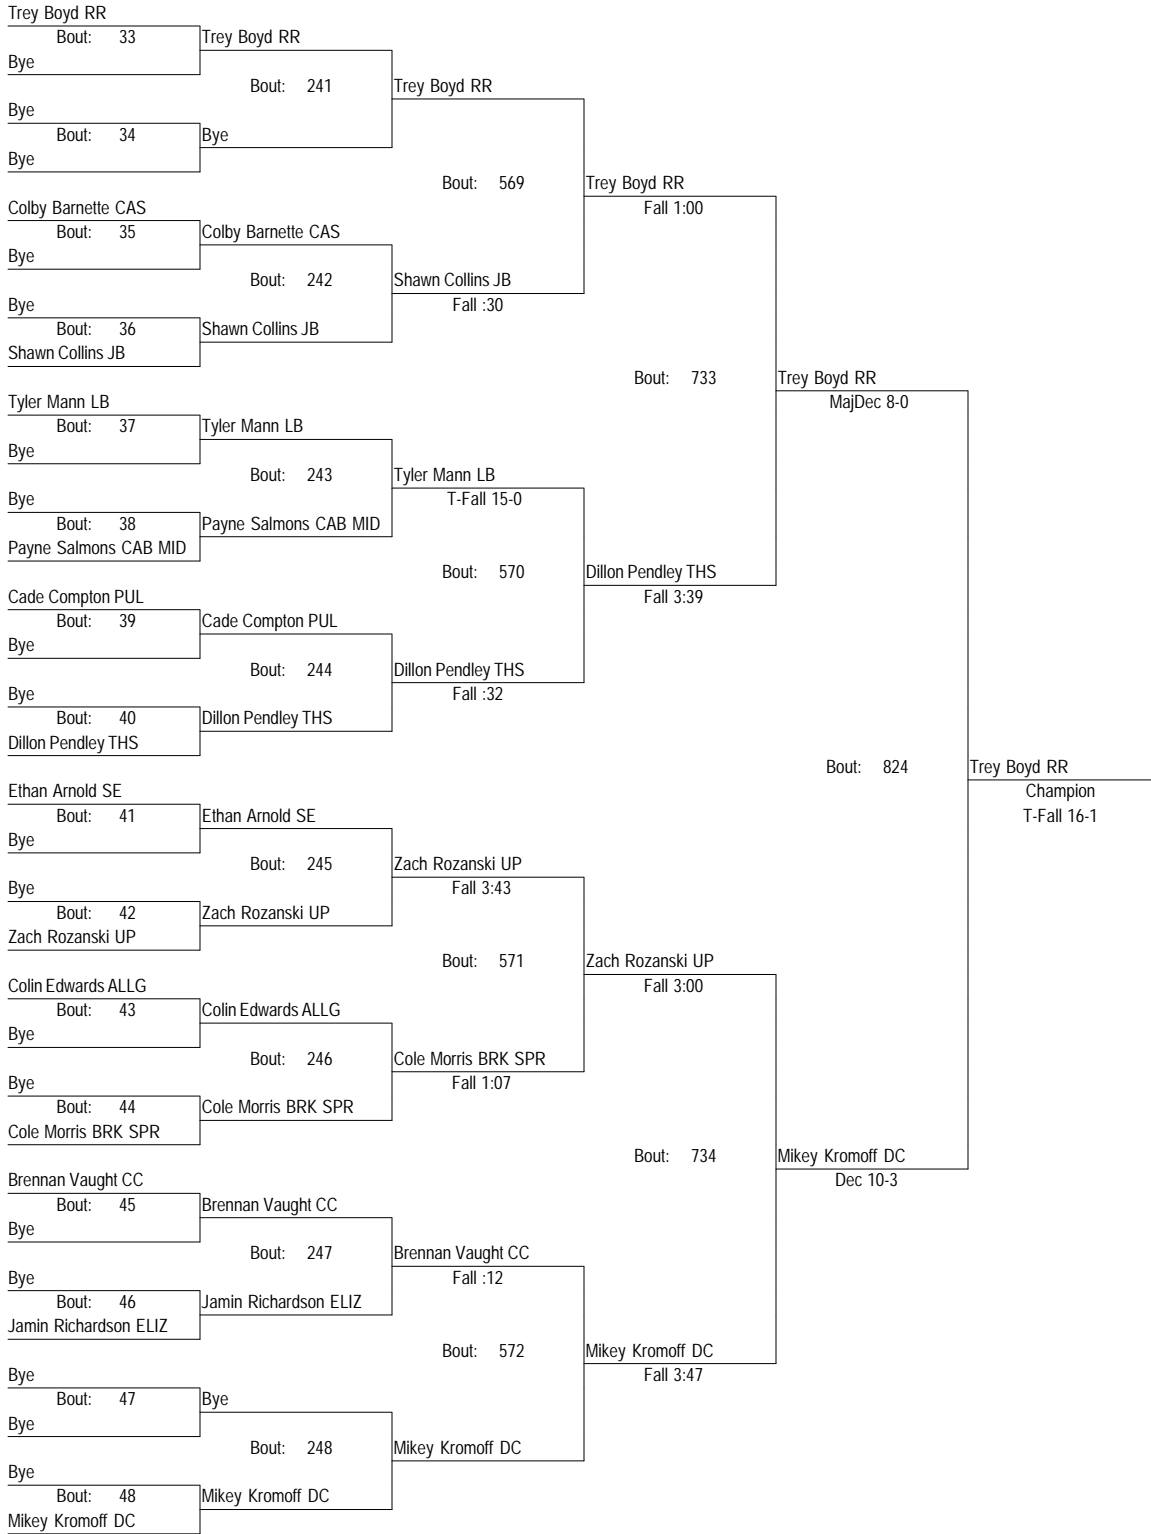 Trey Boyd RR
Bout: 33 Trey Boyd RR
Bye
Bout: 241 Trey Boyd RR
Bye
Bout: 34 Bye
Bye
Bout: 569 Trey Boyd RR
Fall 1:00
Colby Barnette CAS
Bout: 35 Colby Barnette CAS
Bye
Bout: 242 Shawn Collins JB
Fall :30
Bye
Bout: 36 Shawn Collins JB
Shawn Collins JB
Bout: 733 Trey Boyd RR
MajDec 8-0
Tyler Mann LB
Bout: 37 Tyler Mann LB
Bye
Bout: 243 Tyler Mann LB
T-Fall 15-0
Bye
Bout: 38 Payne Salmons CAB MID
Payne Salmons CAB MID
Bout: 570 Dillon Pendley THS
Fall 3:39
Cade Compton PUL
Bout: 39 Cade Compton PUL
Bye
Bout: 244 Dillon Pendley THS
Fall :32
Bye
Bout: 40 Dillon Pendley THS
Dillon Pendley THS
Bout: 824 Trey Boyd RR
Champion
T-Fall 16-1
Ethan Arnold SE
Bout: 41 Ethan Arnold SE
Bye
Bout: 245 Zach Rozanski UP
Fall 3:43
Bye
Bout: 42 Zach Rozanski UP
Zach Rozanski UP
Bout: 571 Zach Rozanski UP
Fall 3:00
Colin Edwards ALLG
Bout: 43 Colin Edwards ALLG
Bye
Bout: 246 Cole Morris BRK SPR
Fall 1:07
Bye
Bout: 44 Cole Morris BRK SPR
Cole Morris BRK SPR
Bout: 734 Mikey Kromoff DC
Dec 10-3
Brennan Vaught CC
Bout: 45 Brennan Vaught CC
Bye
Bout: 247 Brennan Vaught CC
Fall :12
Bye
Bout: 46 Jamin Richardson ELIZ
Jamin Richardson ELIZ
Bout: 572 Mikey Kromoff DC
Fall 3:47
Bye
Bout: 47 Bye
Bye
Bout: 248 Mikey Kromoff DC
Bye
Bout: 48 Mikey Kromoff DC
Mikey Kromoff DC